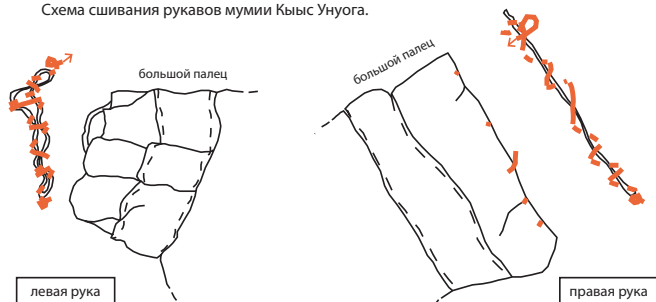 Схема сшивания рукавов мумии Кыыс Унуога.
большой палец
большой палец
левая рука
правая рука